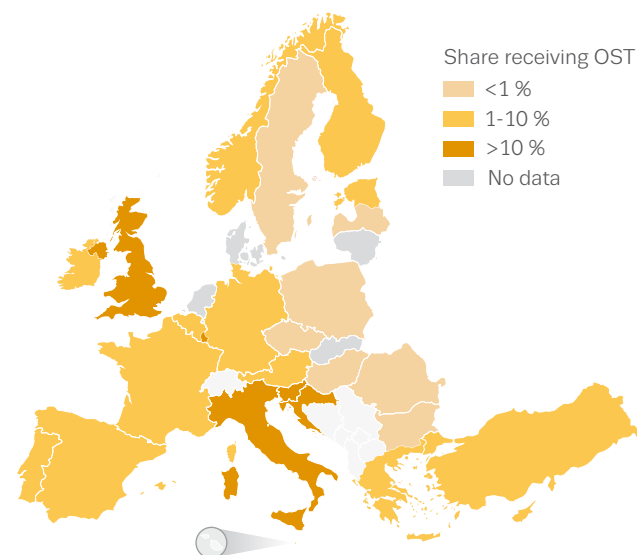 Share receiving OST
<1 %
1-10 %
>10 %
No data